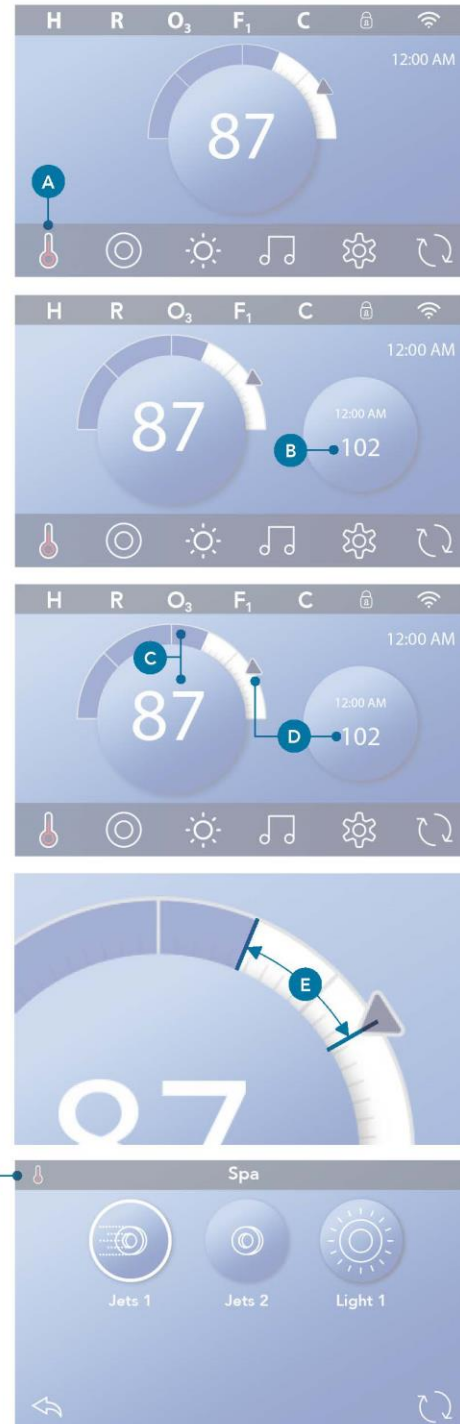 H R O₃ F₁ C
12:00 AM
87
A
H R O₃ F₁ C
12:00 AM
87
12:00 AM
B
102
H R O₃ F₁ C
12:00 AM
C
87
12:00 AM
D
102
E
87
Spa
Jets 1 Jets 2 Light 1